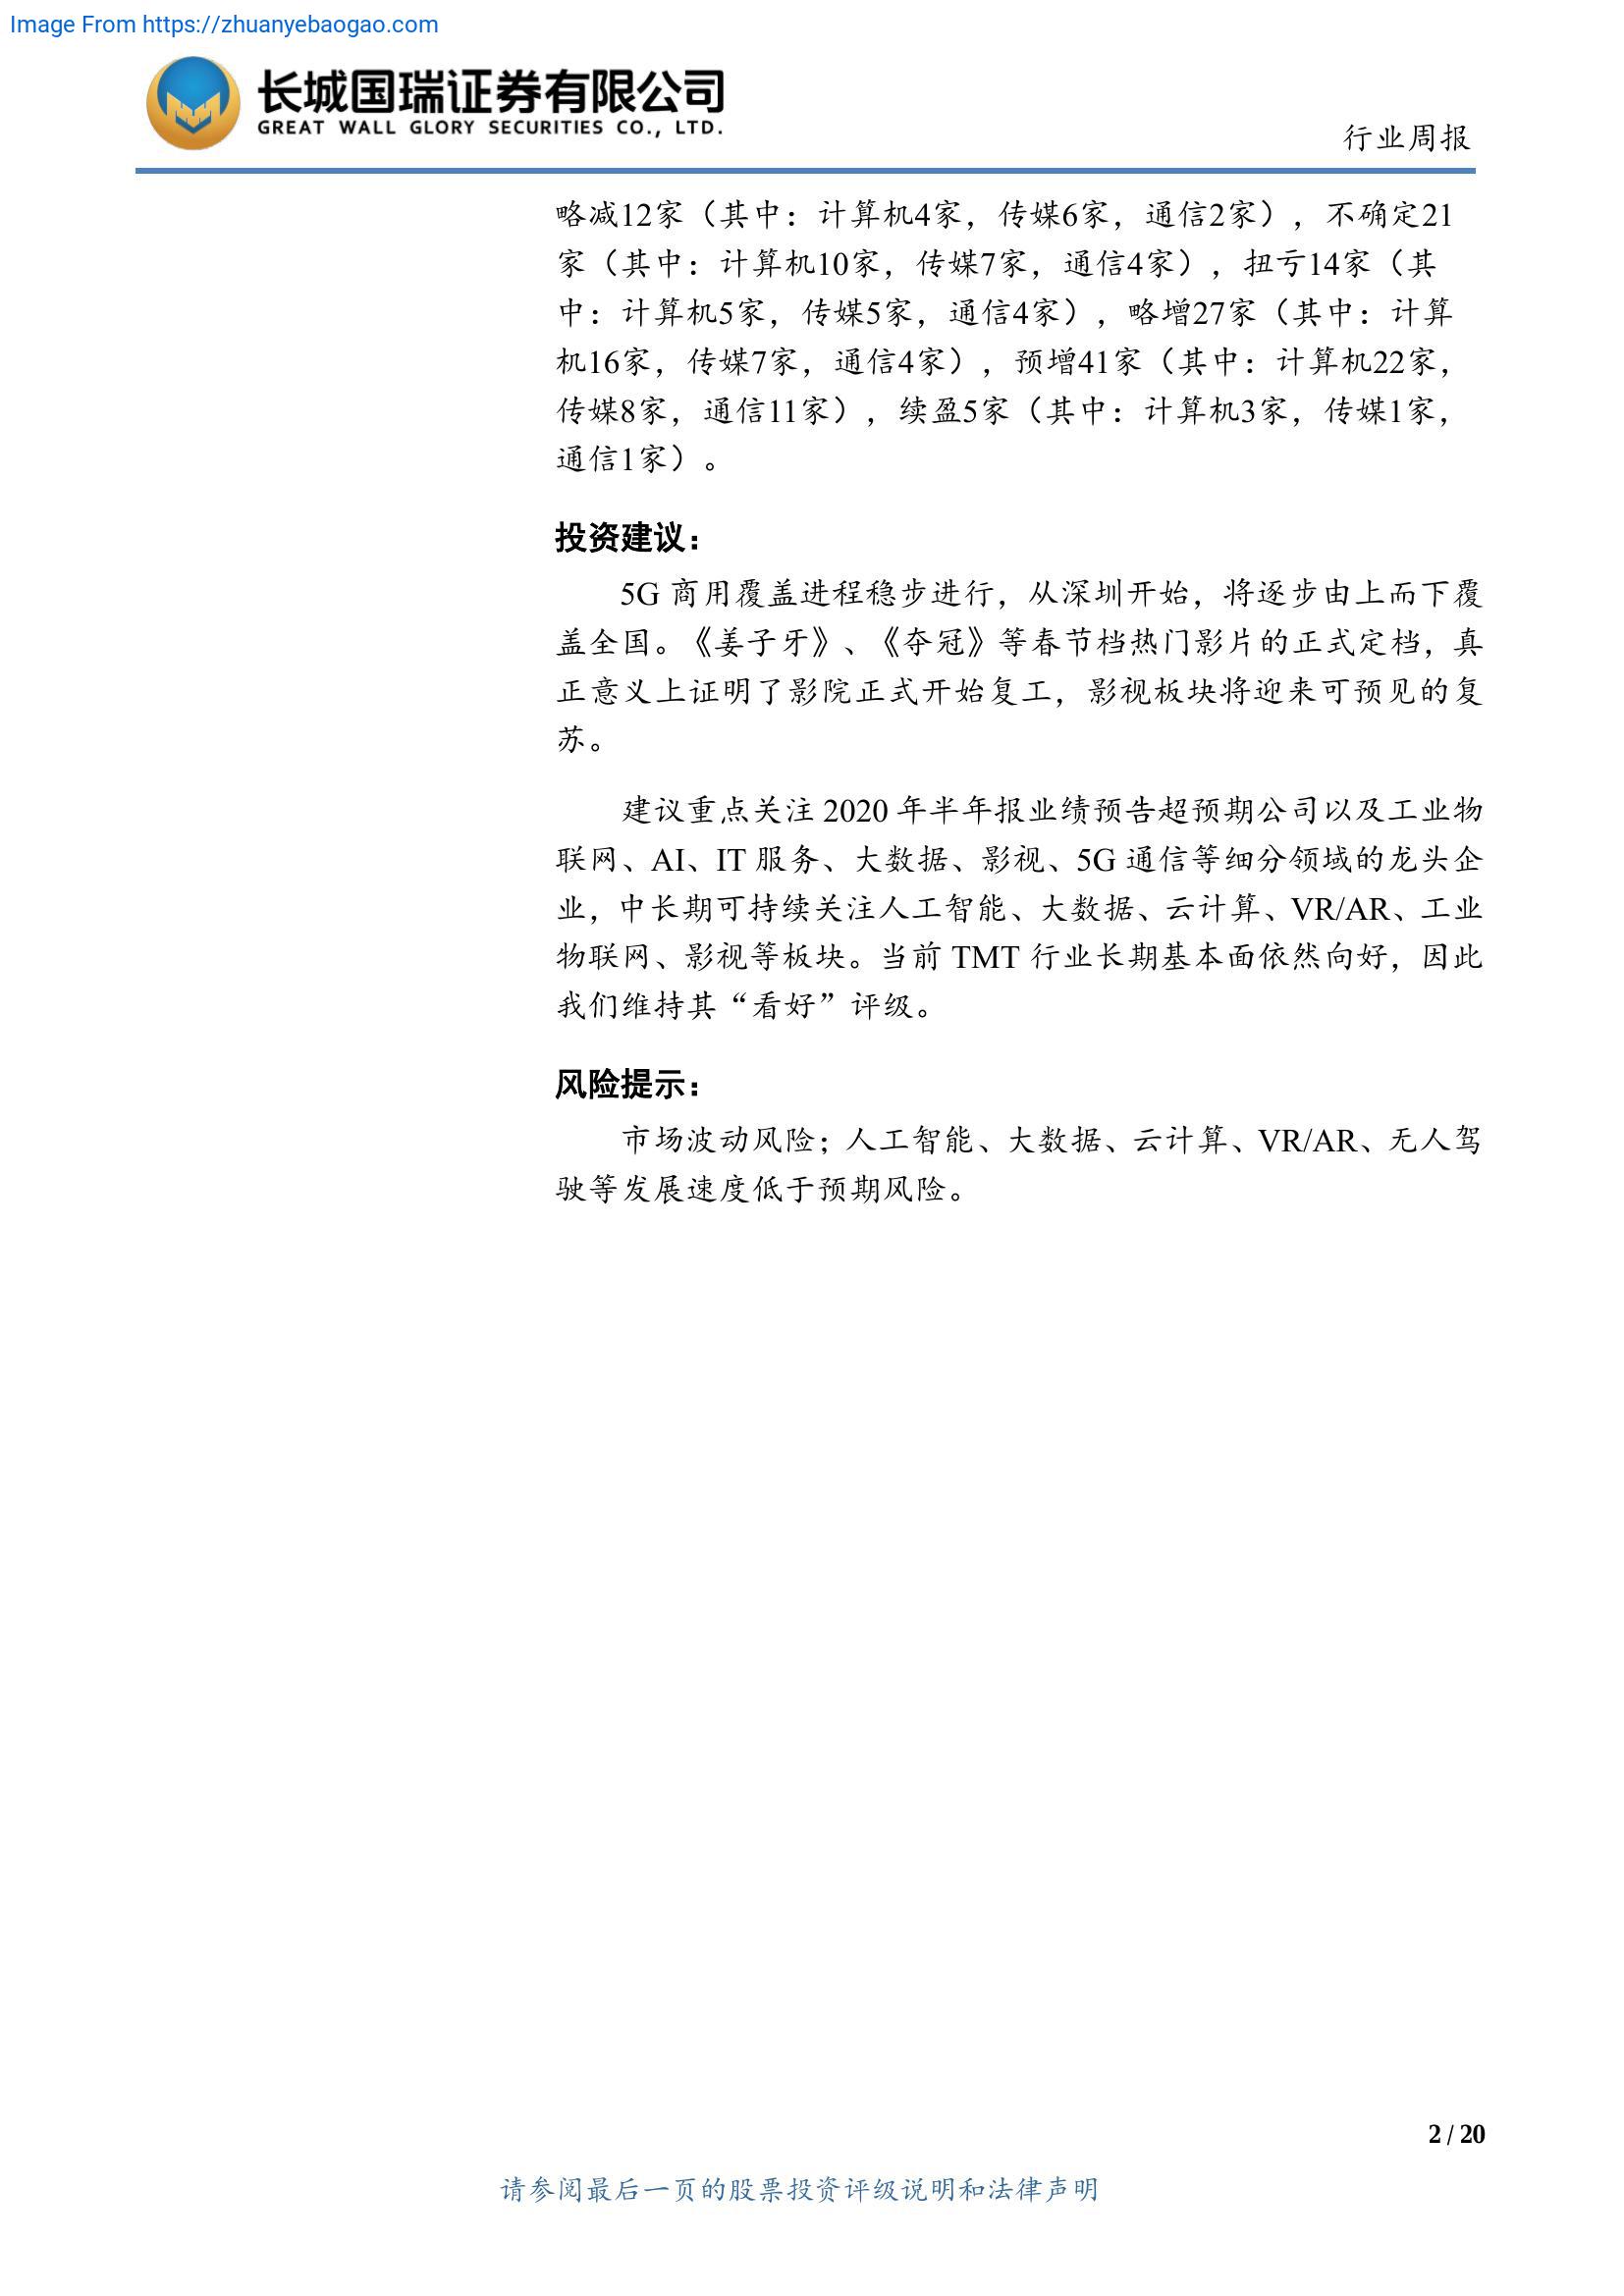 Image From https://zhuanyebaogao.com
长城国瑞证券有限公司
GREAT WALL GLORY SECURITIES CO., LTD.
行业周报
略减12家（其中：计算机4家，传媒6家，通信2家），不确定21
家（其中：计算机10家，传媒7家，通信4家），扭亏14家（其
中：计算机5家，传媒5家，通信4家），略增27家（其中：计算
机16家，传媒7家，通信4家），预增41家（其中：计算机22家，
传媒8家，通信11家），续盈5家（其中：计算机3家，传媒1家，
通信1家）。
投资建议：
5G 商用覆盖进程稳步进行，从深圳开始，将逐步由上而下覆
盖全国。《姜子牙》、《夺冠》等春节档热门影片的正式定档，真
正意义上证明了影院正式开始复工，影视板块将迎来可预见的复
苏。
建议重点关注 2020 年半年报业绩预告超预期公司以及工业物
联网、AI、IT 服务、大数据、影视、5G 通信等细分领域的龙头企
业，中长期可持续关注人工智能、大数据、云计算、VR/AR、工业
物联网、影视等板块。当前 TMT 行业长期基本面依然向好，因此
我们维持其“看好”评级。
风险提示：
市场波动风险；人工智能、大数据、云计算、VR/AR、无人驾
驶等发展速度低于预期风险。
2 / 20
请参阅最后一页的股票投资评级说明和法律声明